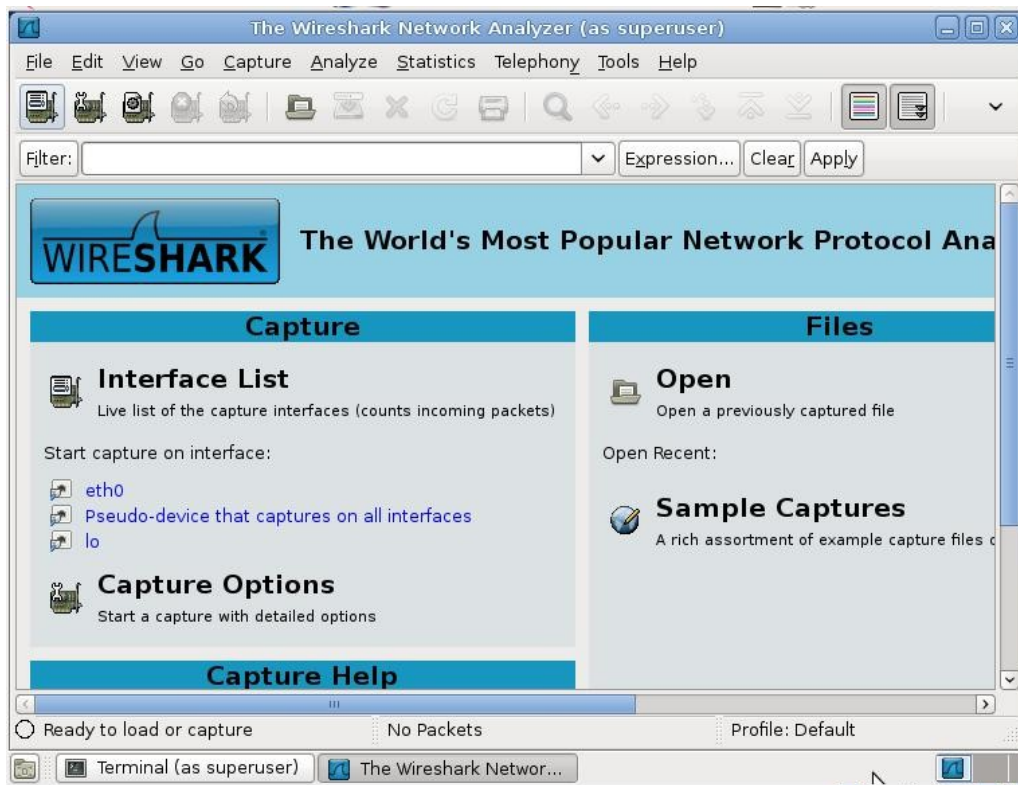 The Wireshark Network Analyzer (as superuser)
File Edit View Go Capture Analyze Statistics Telephony Tools Help
Filter: Expression... Clear Apply
WIRESHARK
The World's Most Popular Network Protocol Ana
Capture
Interface List
Live list of the capture interfaces (counts incoming packets)
Start capture on interface:
eth0
Pseudo-device that captures on all interfaces
lo
Capture Options
Start a capture with detailed options
Capture Help
Files
Open
Open a previously captured file
Open Recent:
Sample Captures
A rich assortment of example capture files
Ready to load or capture No Packets Profile: Default
Terminal (as superuser) The Wireshark Networ...